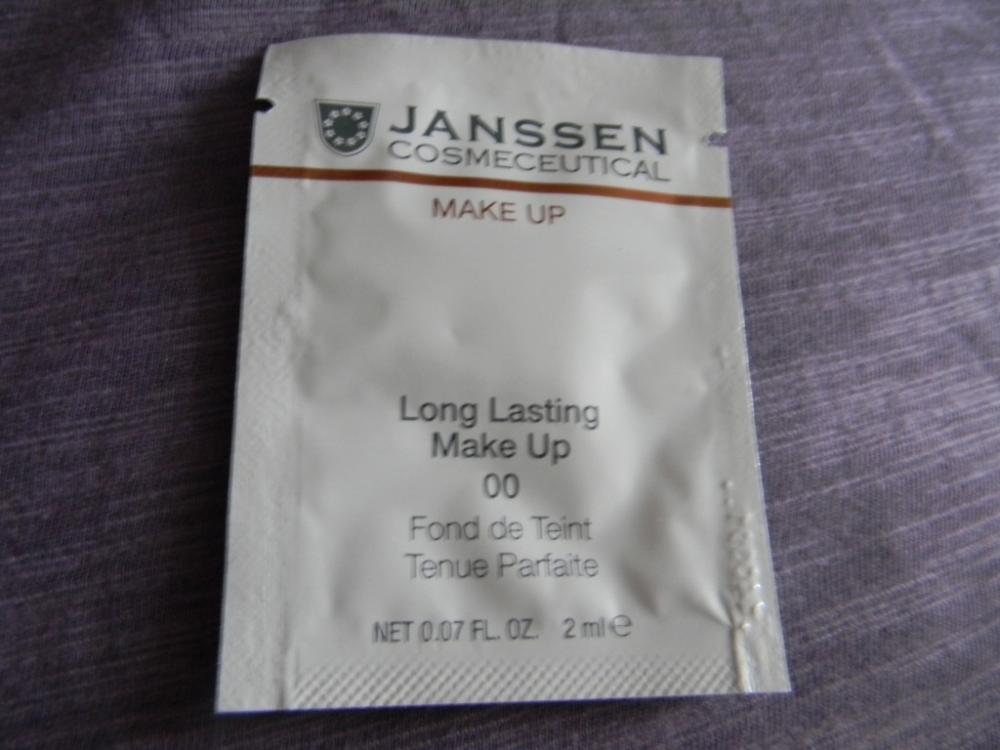 JANSSEN
COSMECEUTICAL
MAKE UP
Long Lasting
Make Up
00
Fond de Teint
Tenue Parfaite
NET 0.07 FL. OZ. 2 ml ℮